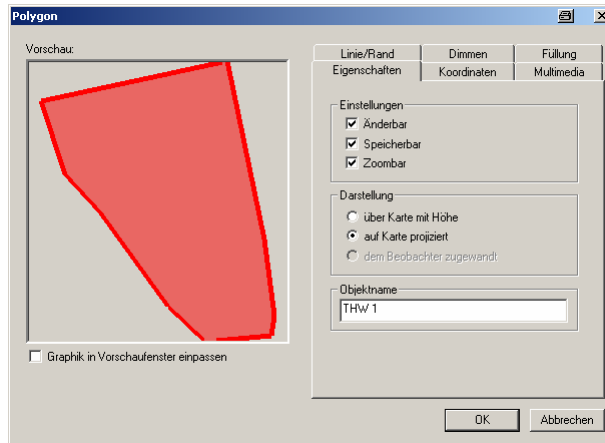 Polygon
Vorschau:
Linie/Rand Dimmen Füllung
Eigenschaften Koordinaten Multimedia
Einstellungen
Änderbar
Speicherbar
Zoombar
Darstellung
über Karte mit Höhe
auf Karte projiziert
dem Beobachter zugewandt
Objektname
THW 1
Graphik in Vorschaufenster einpassen
OK Abbrechen